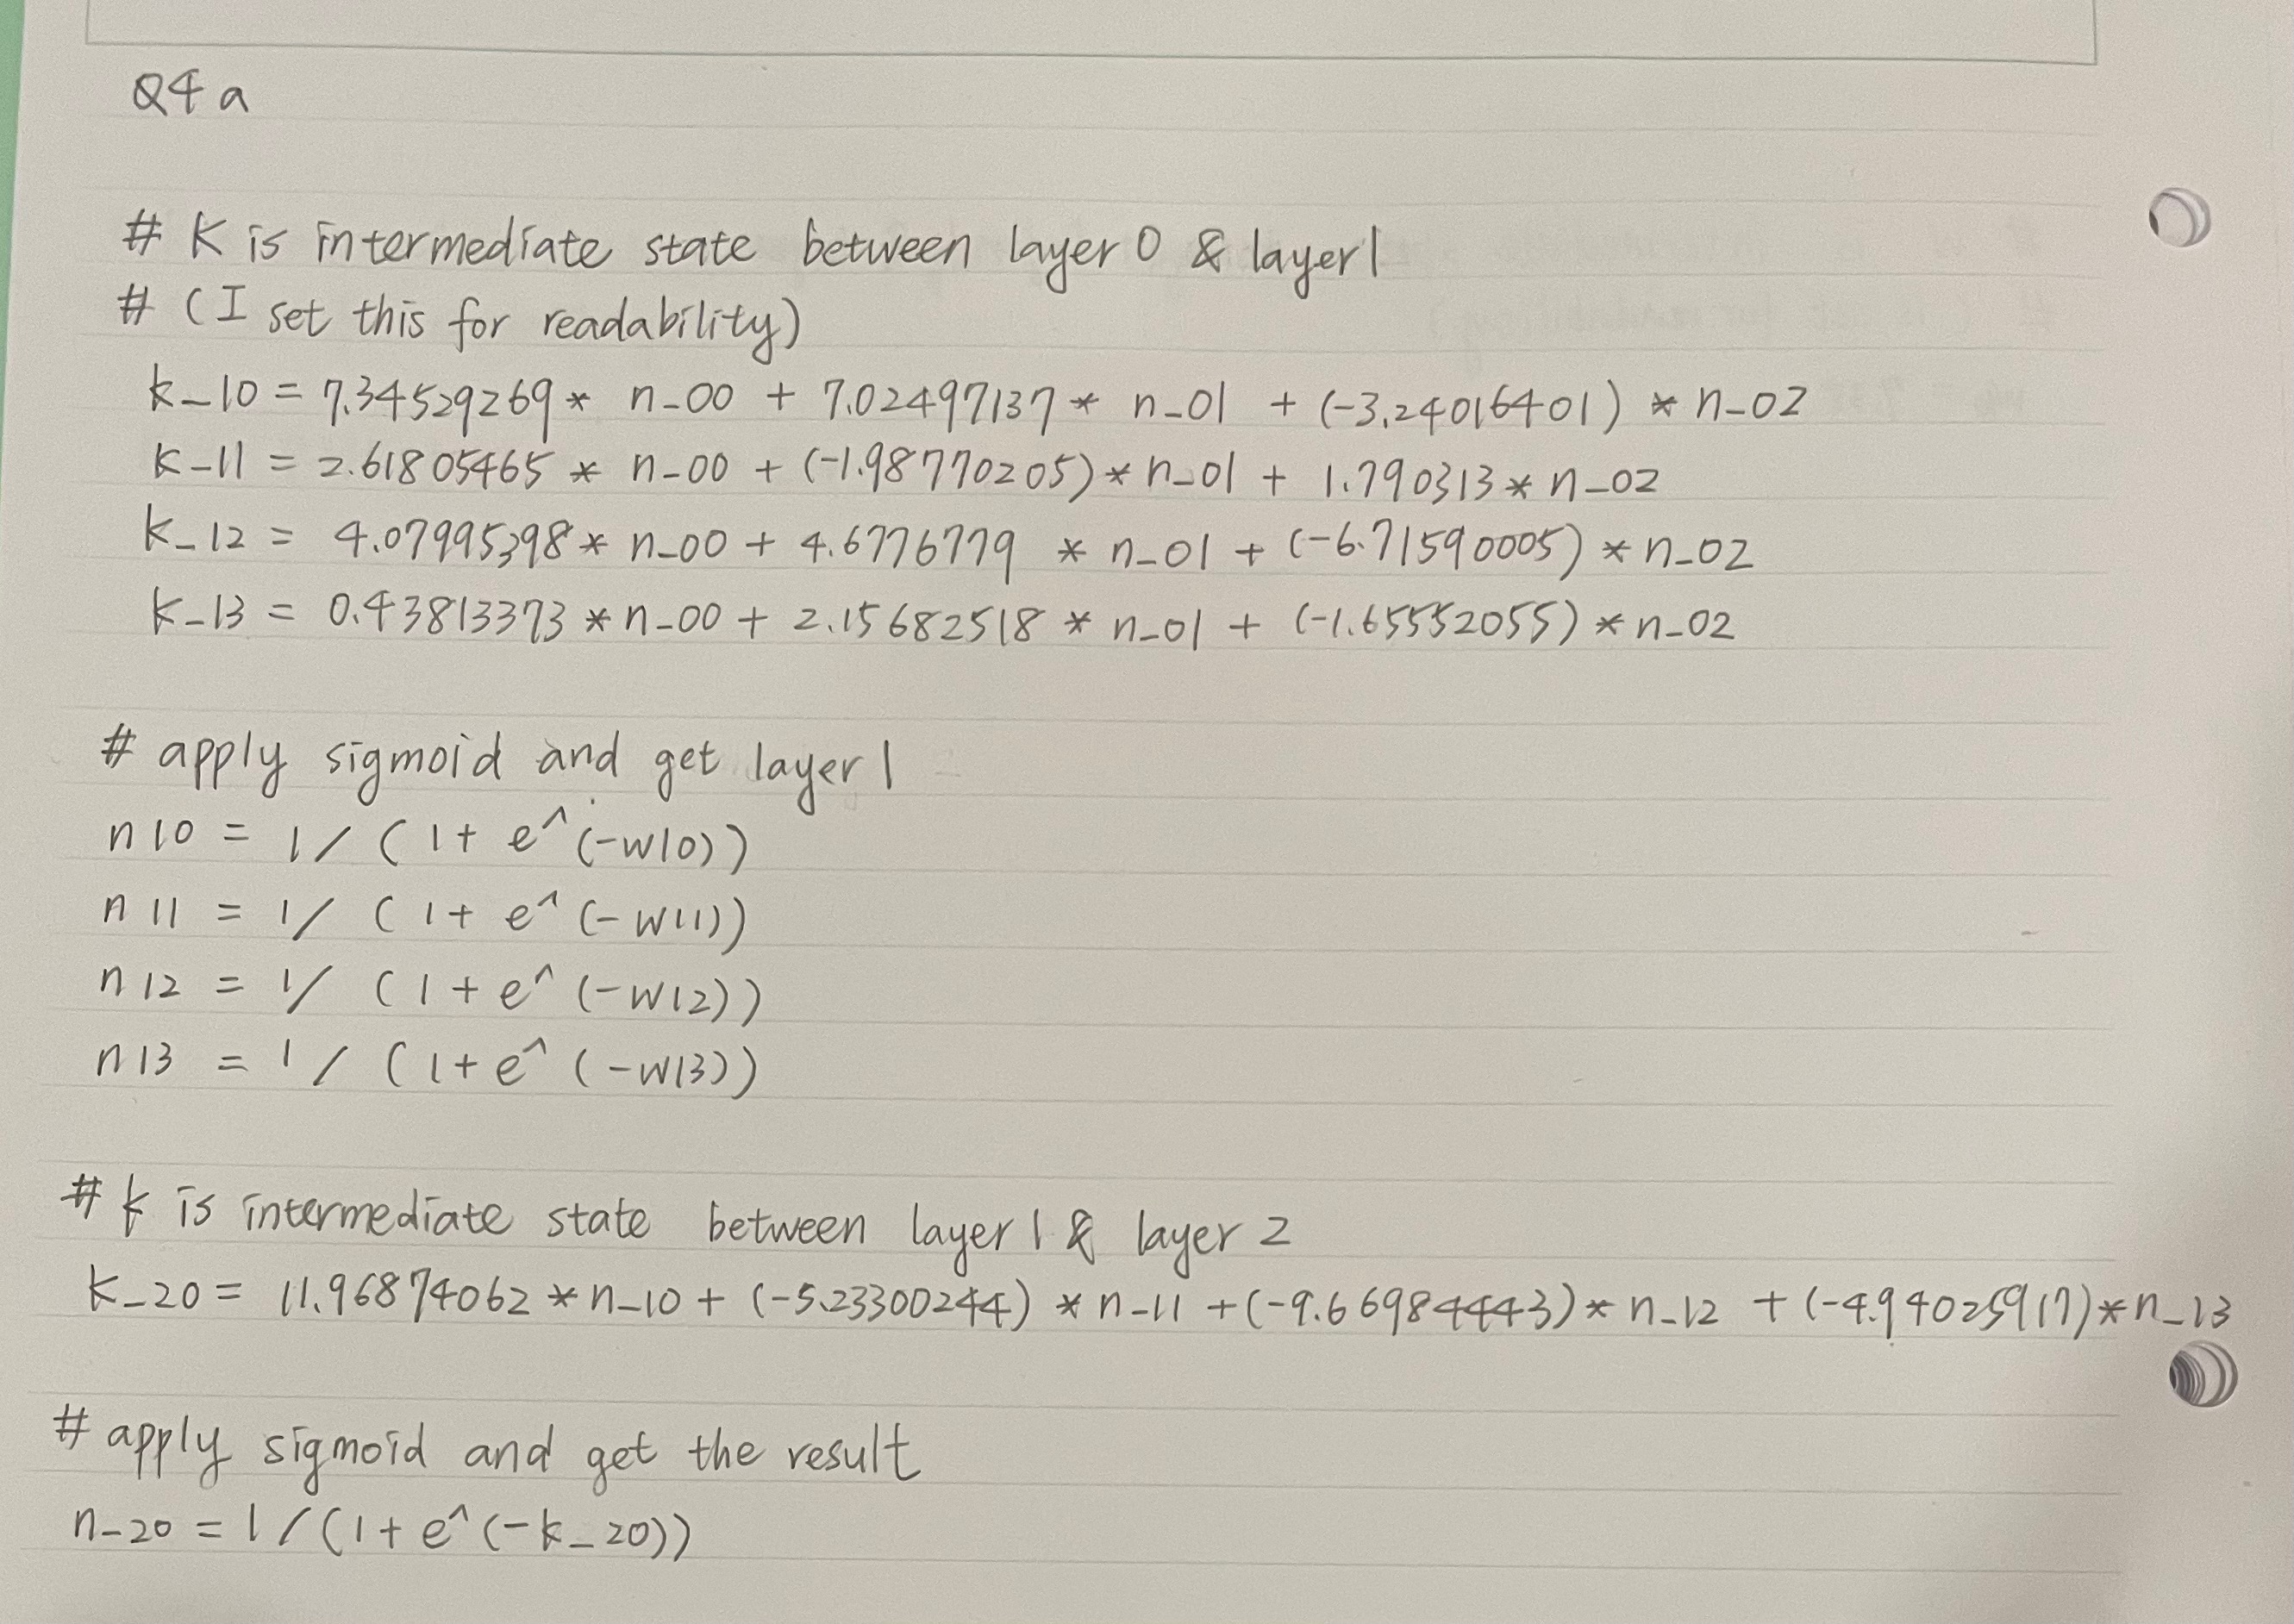 Q4 a
# K is intermediate state between layer 0 & layer 1
# (I set this for readability)
k_10 = 7.34529269 * n_00 + 7.02497137 * n_01 + (-3.24016401) * n_02
k_11 = 2.61805465 * n_00 + (-1.98770205) * n_01 + 1.790313 * n_02
k_12 = 4.07995398 * n_00 + 4.6776779 * n_01 + (-6.71590005) * n_02
k_13 = 0.43813373 * n_00 + 2.15682518 * n_01 + (-1.65552055) * n_02
# apply sigmoid and get layer 1
n10 = 1 / (1 + e^(-w10))
n11 = 1 / (1 + e^(-w11))
n12 = 1 / (1 + e^(-w12))
n13 = 1 / (1 + e^(-w13))
# k is intermediate state between layer 1 & layer 2
k_20 = 11.96874062 * n_10 + (-5.23300244) * n_11 + (-9.66984443) * n_12 + (-4.94025917) * n_13
# apply sigmoid and get the result
n_20 = 1 / (1 + e^(-k_20))